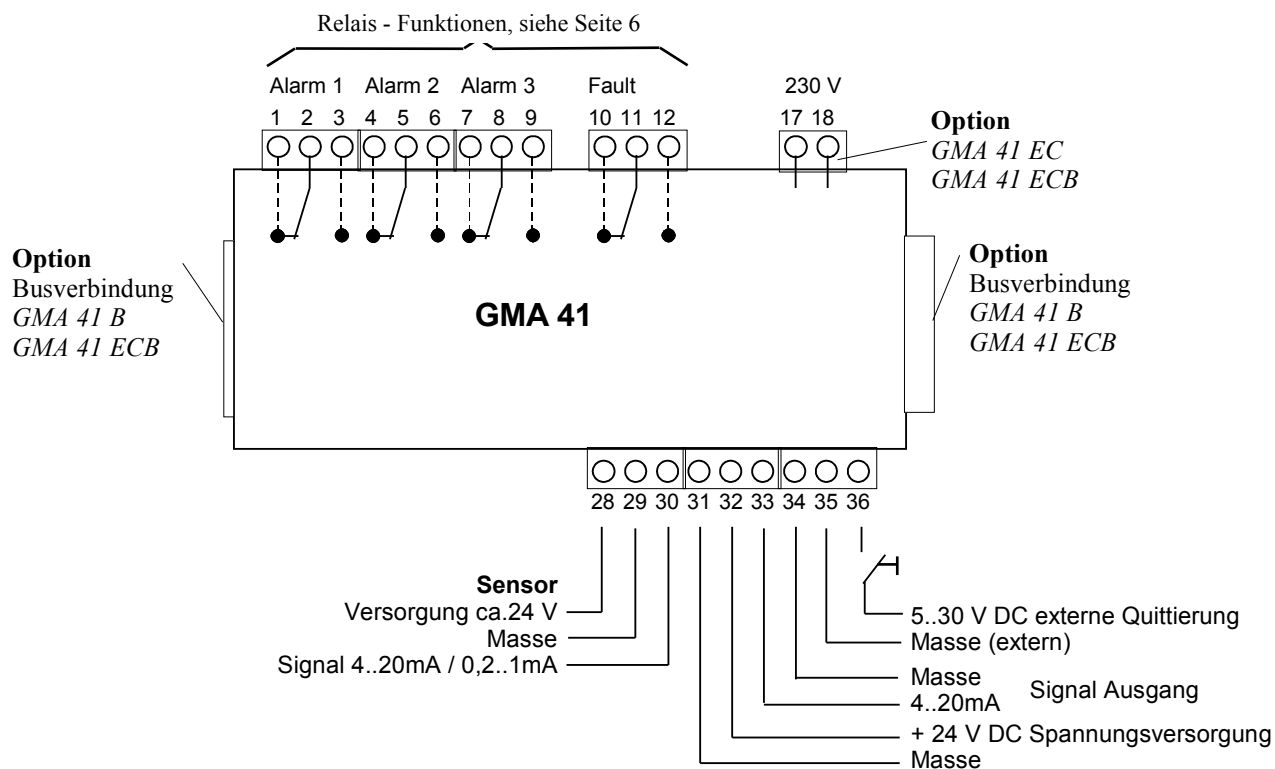 Relais - Funktionen, siehe Seite 6
Alarm 1 Alarm 2 Alarm 3 Fault 230 V
1 2 3 4 5 6 7 8 9 10 11 12 17 18
Option
GMA 41 EC
GMA 41 ECB
Option
Busverbindung
GMA 41 B
GMA 41 ECB
GMA 41
Option
Busverbindung
GMA 41 B
GMA 41 ECB
28 29 30 31 32 33 34 35 36
Sensor
Versorgung ca.24 V
Masse
Signal 4..20mA / 0,2..1mA
5..30 V DC externe Quittierung
Masse (extern)
Masse
4..20mA
Signal Ausgang
+ 24 V DC Spannungsversorgung
Masse